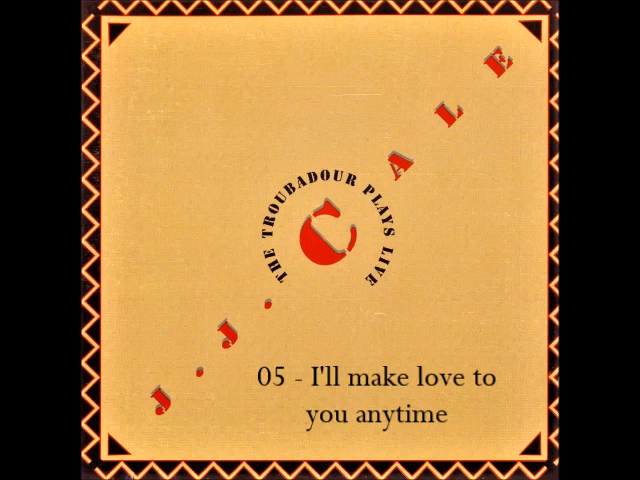 J. J. CALE
THE TROUBADOUR PLAYS LIVE
05 - I'll make love to
you anytime